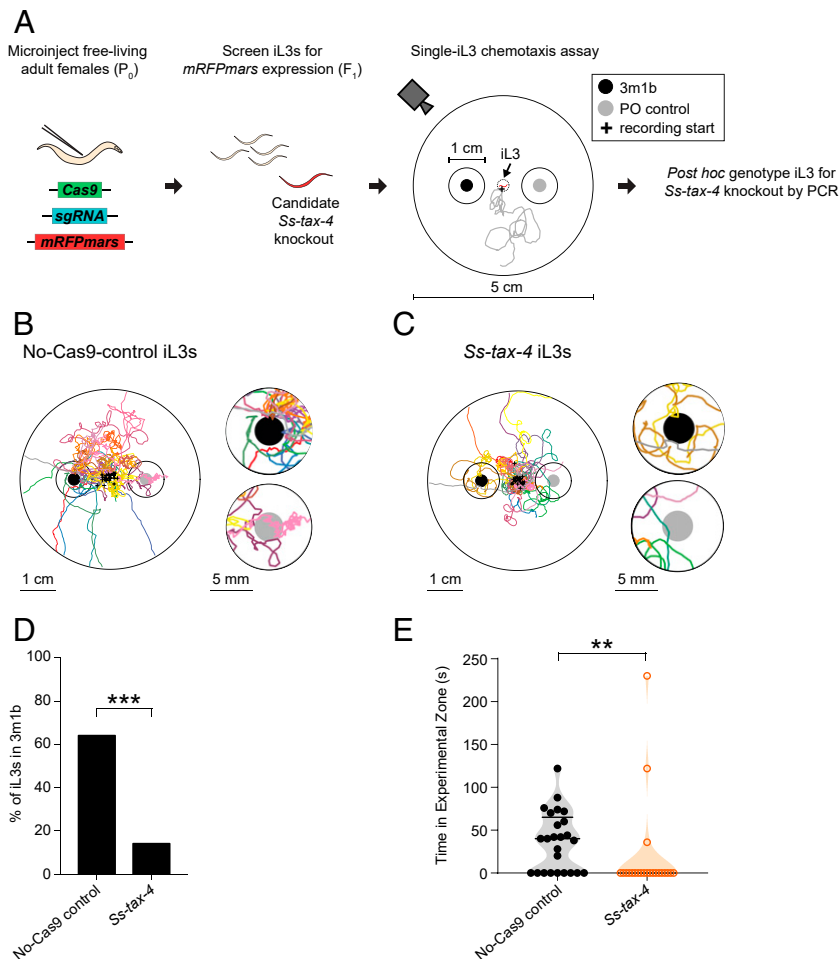 A
Microinject free-living
adult females (P0)
Cas9
sgRNA
mRFPmars
Screen iL3s for
mRFPmars expression (F1)
Candidate
Ss-tax-4
knockout
Single-iL3 chemotaxis assay
3m1b
PO control
recording start
1 cm
iL3
5 cm
Post hoc genotype iL3 for
Ss-tax-4 knockout by PCR
B
No-Cas9-control iL3s
1 cm
5 mm
C
Ss-tax-4 iL3s
1 cm
5 mm
D
% of iL3s in 3m1b
100
80
60
40
20
0
***
No-Cas9 control
Ss-tax-4
E
Time in Experimental Zone (s)
250
200
150
100
50
0
**
No-Cas9 control
Ss-tax-4